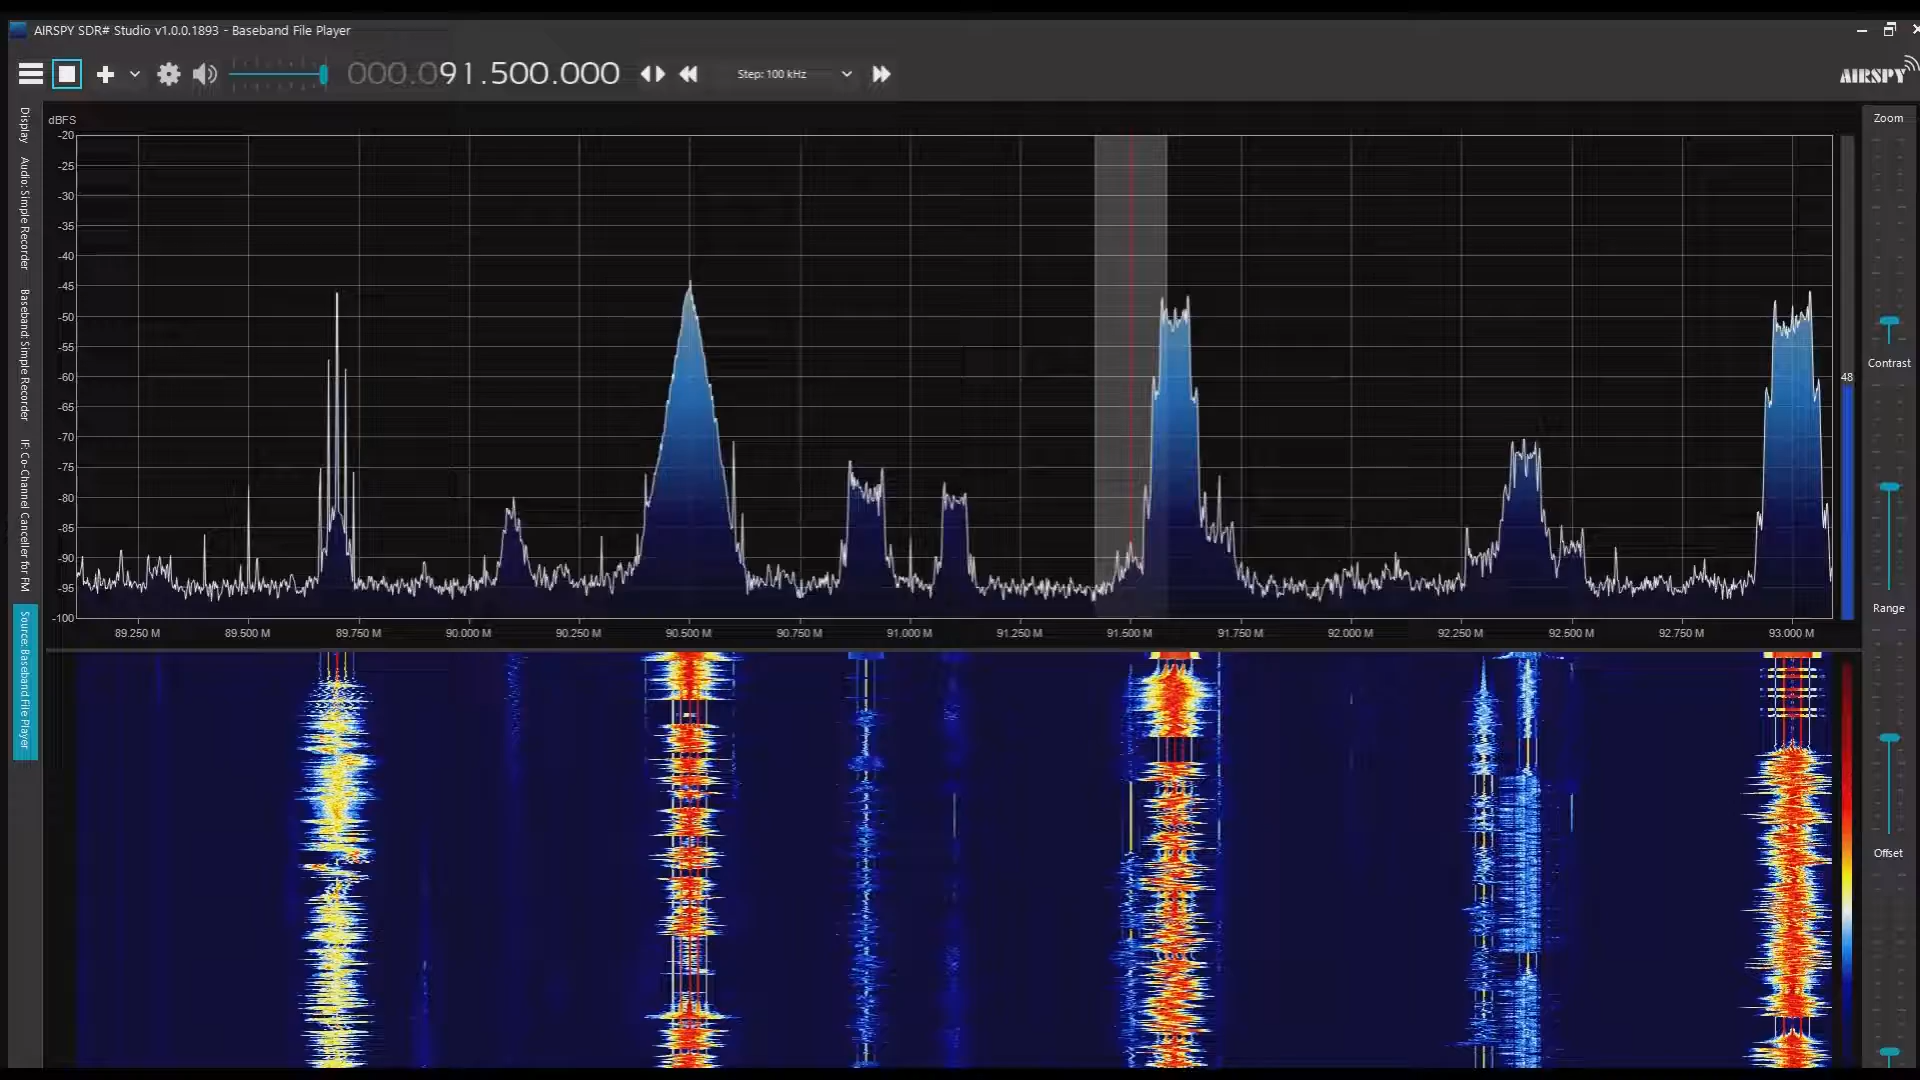 AIRSPY SDR# Studio v1.0.0.1893 - Baseband File Player
000.091.500.000
Step: 100 kHz
AIRSPY
Display
Audio: Simple Recorder
Baseband: Simple Recorder
IF: Co-Channel Canceller for FM
Source: Baseband File Player
dBFS
-20
-25
-30
-35
-40
-45
-50
-55
-60
-65
-70
-75
-80
-85
-90
-95
-100
89.250 M
89.500 M
89.750 M
90.000 M
90.250 M
90.500 M
90.750 M
91.000 M
91.250 M
91.500 M
91.750 M
92.000 M
92.250 M
92.500 M
92.750 M
93.000 M
48
Zoom
Contrast
Range
Offset